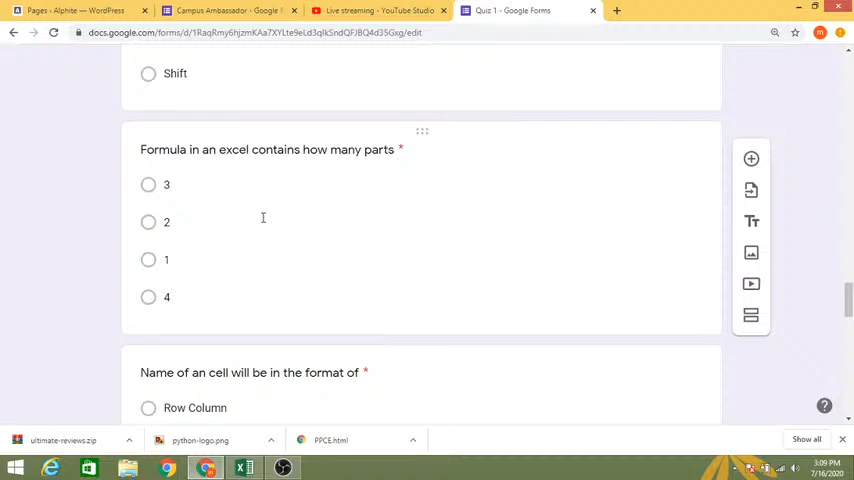 Pages ‹ Alphite — WordPress
Campus Ambassador - Google F
Live streaming - YouTube Studio
Quiz 1 - Google Forms
docs.google.com/forms/d/1RaqRmy6hjzmKAa7XYLte9eLd3qIkSndQFJBQ4d35Gxg/edit
m
Shift
Formula in an excel contains how many parts *
3
2
1
4
Tт
Name of an cell will be in the format of *
Row Column
ultimate-reviews.zip
python-logo.png
PPCE.html
Show all
3:09 PM
7/16/2020